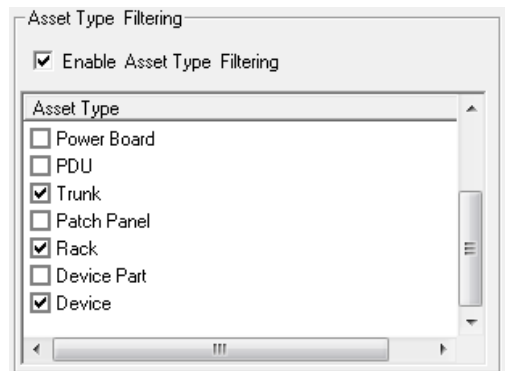 Asset Type Filtering
Enable Asset Type Filtering
Asset Type
Power Board
PDU
Trunk
Patch Panel
Rack
Device Part
Device